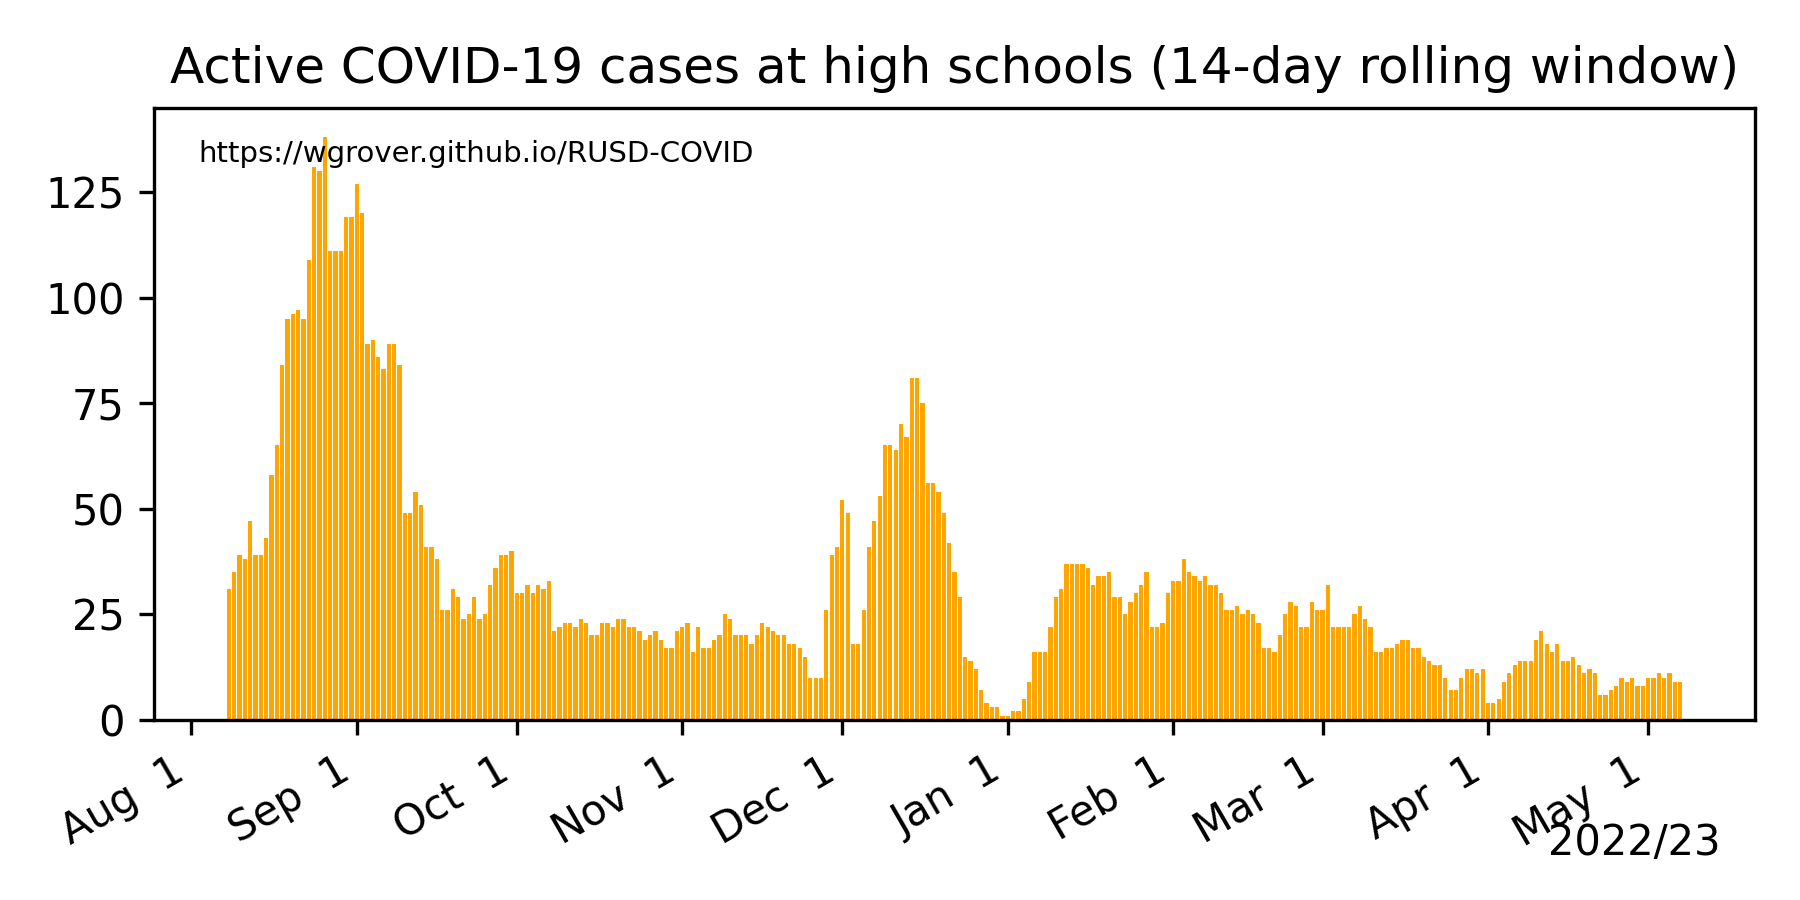 Active COVID-19 cases at high schools (14-day rolling window)
https://wgrover.github.io/RUSD-COVID
125
100
75
50
25
0
Aug 1
Sep 1
Oct 1
Nov 1
Dec 1
Jan 1
Feb 1
Mar 1
Apr 1
May 1
2022/23